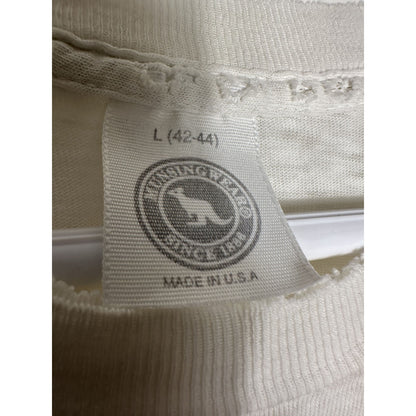 L (42-44)
MUNSINGWEAR®
SINCE 1886
MADE IN U.S.A